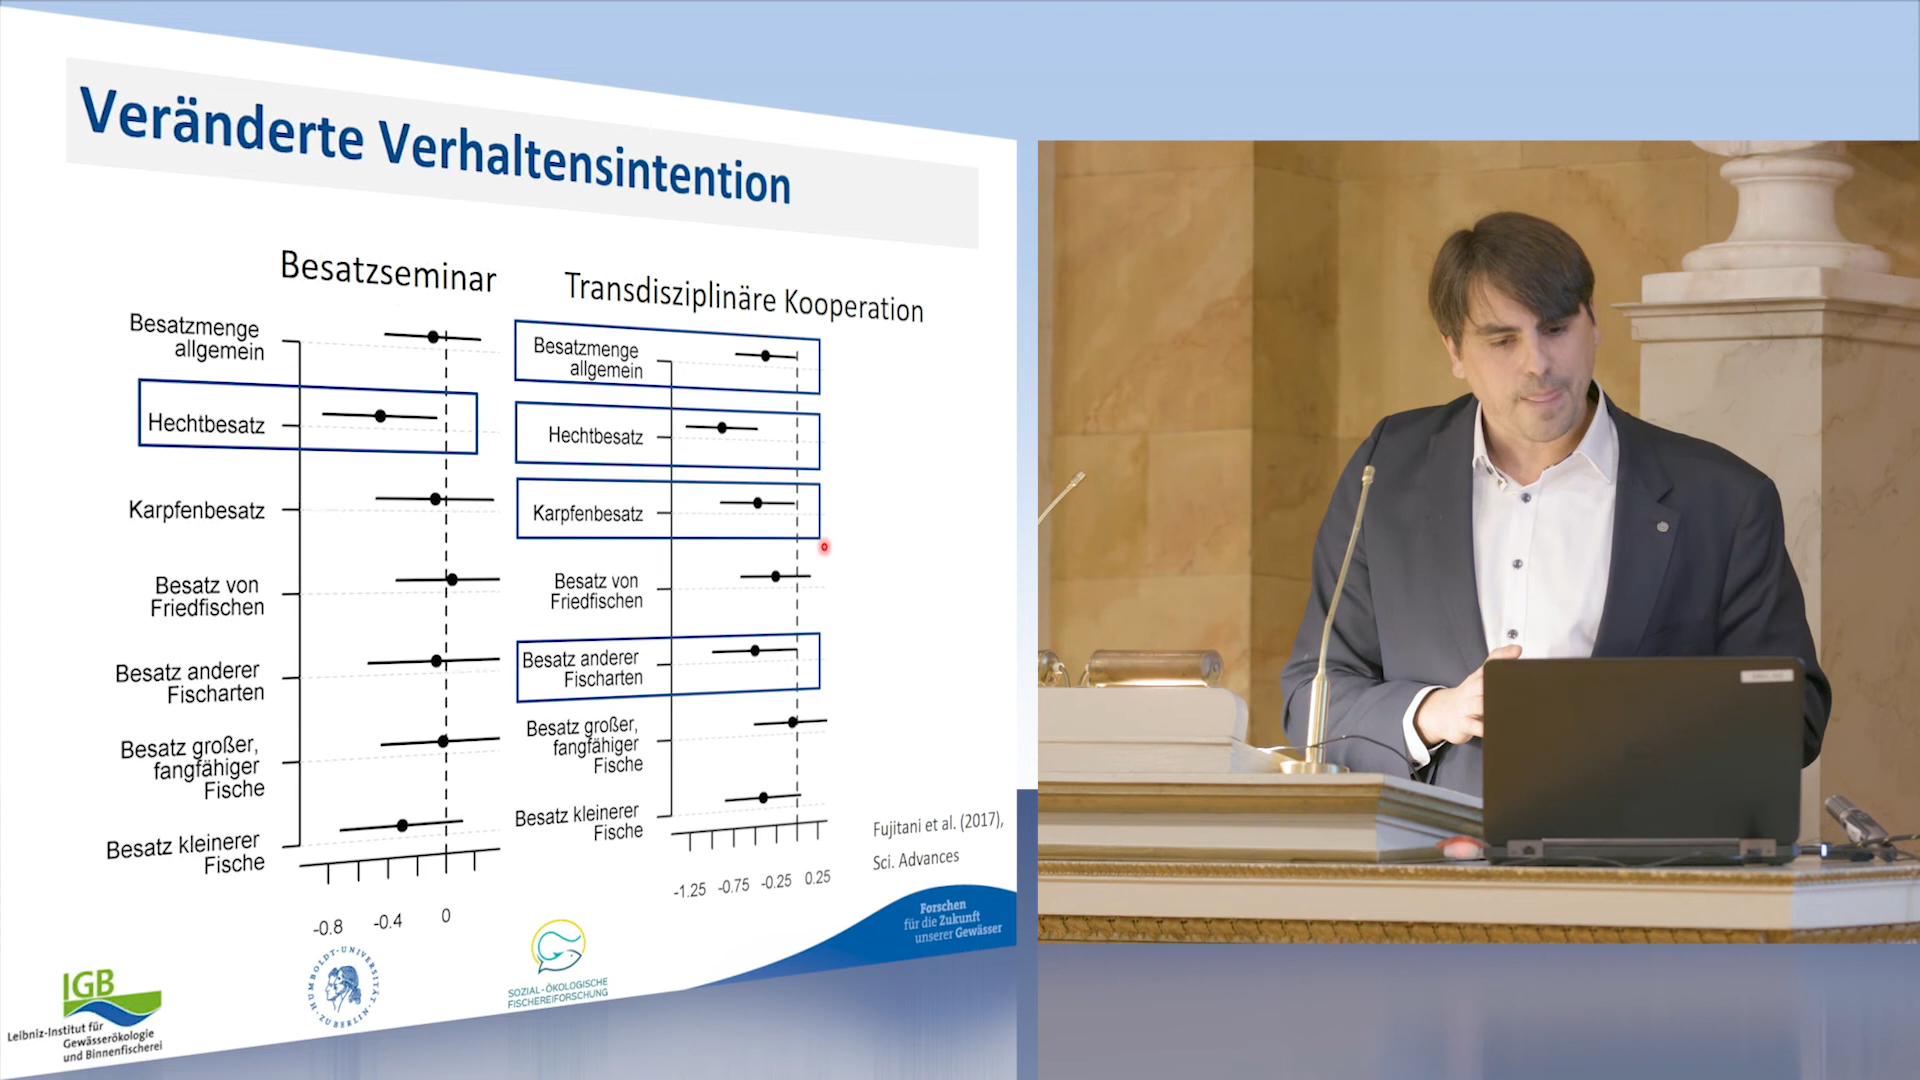 Veränderte Verhaltensintention
Besatzseminar
Besatzmenge
allgemein
Hechtbesatz
Karpfenbesatz
Besatz von
Friedfischen
Besatz anderer
Fischarten
Besatz großer,
fangfähiger
Fische
Besatz kleinerer
Fische
-0.8 -0.4 0
Transdisziplinäre Kooperation
Besatzmenge
allgemein
Hechtbesatz
Karpfenbesatz
Besatz von
Friedfischen
Besatz anderer
Fischarten
Besatz großer,
fangfähiger
Fische
Besatz kleinerer
Fische
-1.25 -0.75 -0.25 0.25
Fujitani et al. (2017),
Sci. Advances
Forschen
für die Zukunft
unserer Gewässer
IGB
Leibniz-Institut für
Gewässerökologie
und Binnenfischerei
HUMBOLDT-UNIVERSITÄT
ZU BERLIN
SOZIAL-ÖKOLOGISCHE
FISCHEREIFORSCHUNG